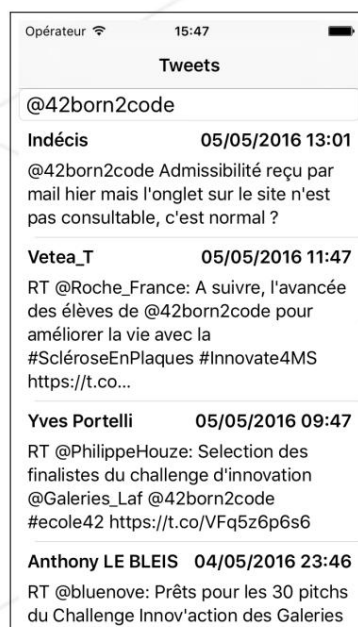 Opérateur 15:47
Tweets
@42born2code
Indécis 05/05/2016 13:01
@42born2code Admissibilité reçu par
mail hier mais l'onglet sur le site n'est
pas consultable, c'est normal ?
Vetea_T 05/05/2016 11:47
RT @Roche_France: A suivre, l'avancée
des élèves de @42born2code pour
améliorer la vie avec la
#ScléroseEnPlaques #Innovate4MS
https://t.co...
Yves Portelli 05/05/2016 09:47
RT @PhilippeHouze: Selection des
finalistes du challenge d'innovation
@Galeries_Laf @42born2code
#ecole42 https://t.co/VFq5z6p6s6
Anthony LE BLEIS 04/05/2016 23:46
RT @bluenove: Prêts pour les 30 pitchs
du Challenge Innov'action des Galeries